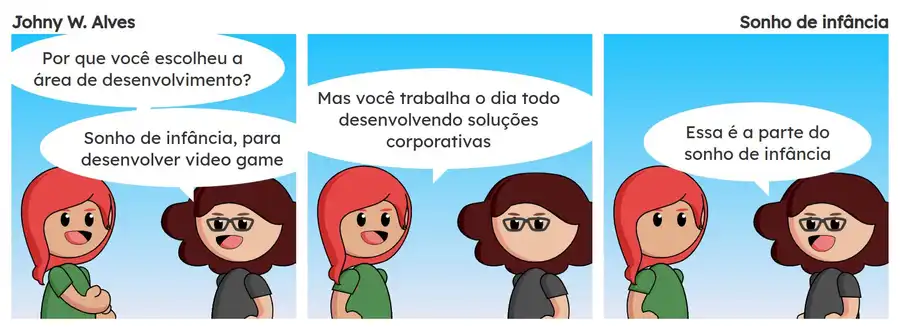 Johny W. Alves
Sonho de infância
Por que você escolheu a
área de desenvolvimento?
Sonho de infância, para
desenvolver video game
Mas você trabalha o dia todo
desenvolvendo soluções
corporativas
Essa é a parte do
sonho de infância